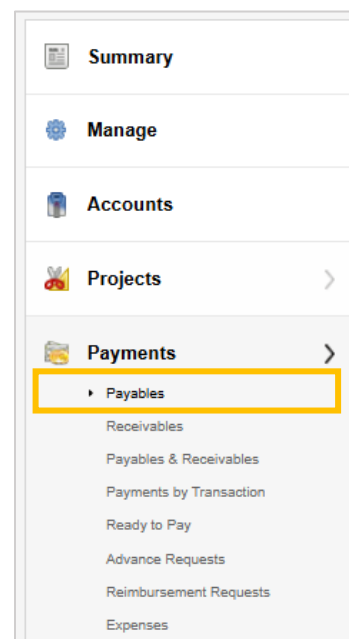 Summary
Manage
Accounts
Projects
Payments
Payables
Receivables
Payables & Receivables
Payments by Transaction
Ready to Pay
Advance Requests
Reimbursement Requests
Expenses